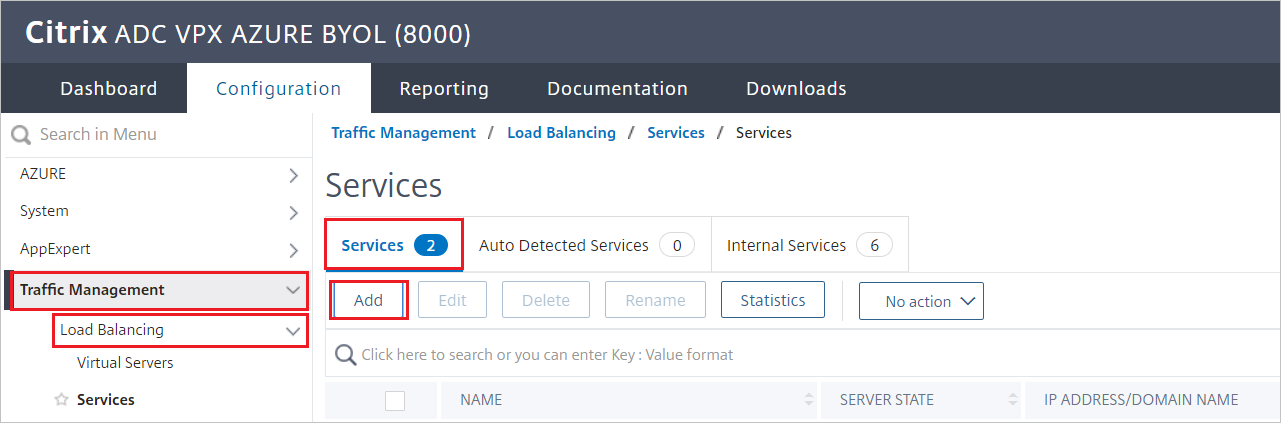 Citrix ADC VPX AZURE BYOL (8000)
Dashboard Configuration Reporting Documentation Downloads
Search in Menu
AZURE
System
AppExpert
Traffic Management
Load Balancing
Virtual Servers
Services
Traffic Management / Load Balancing / Services / Services
Services
Services 2 Auto Detected Services 0 Internal Services 6
Add Edit Delete Rename Statistics No action
Click here to search or you can enter Key : Value format
NAME SERVER STATE IP ADDRESS/DOMAIN NAME